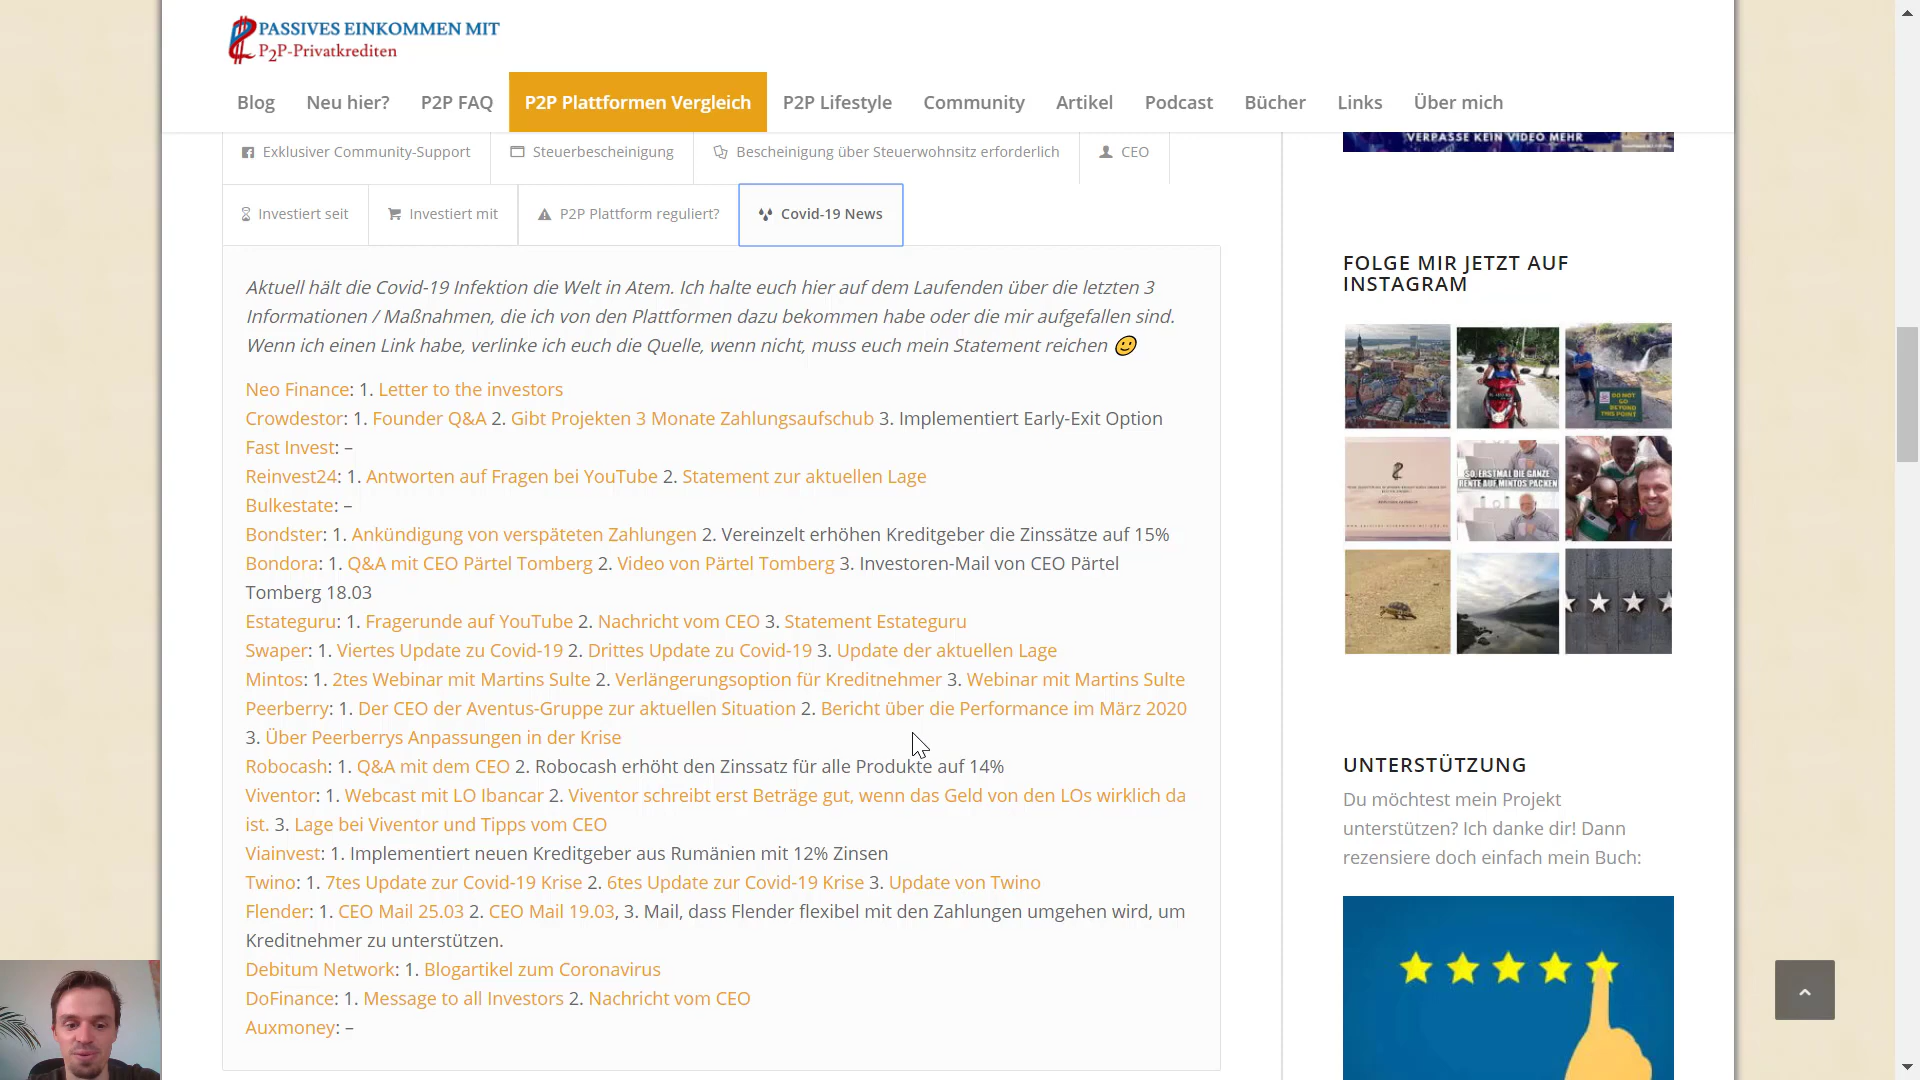 PASSIVES EINKOMMEN MIT
P2P-Privatkrediten
Blog Neu hier? P2P FAQ P2P Plattformen Vergleich P2P Lifestyle Community Artikel Podcast Bücher Links Über mich
Exklusiver Community-Support Steuerbescheinigung Bescheinigung über Steuerwohnsitz erforderlich CEO
Investiert seit Investiert mit P2P Plattform reguliert? Covid-19 News
Aktuell hält die Covid-19 Infektion die Welt in Atem. Ich halte euch hier auf dem Laufenden über die letzten 3
Informationen / Maßnahmen, die ich von den Plattformen dazu bekommen habe oder die mir aufgefallen sind.
Wenn ich einen Link habe, verlinke ich euch die Quelle, wenn nicht, muss euch mein Statement reichen 🙂
Neo Finance: 1. Letter to the investors
Crowdestor: 1. Founder Q&A 2. Gibt Projekten 3 Monate Zahlungsaufschub 3. Implementiert Early-Exit Option
Fast Invest: –
Reinvest24: 1. Antworten auf Fragen bei YouTube 2. Statement zur aktuellen Lage
Bulkestate: –
Bondster: 1. Ankündigung von verspäteten Zahlungen 2. Vereinzelt erhöhen Kreditgeber die Zinssätze auf 15%
Bondora: 1. Q&A mit CEO Pärtel Tomberg 2. Video von Pärtel Tomberg 3. Investoren-Mail von CEO Pärtel
Tomberg 18.03
Estateguru: 1. Fragerunde auf YouTube 2. Nachricht vom CEO 3. Statement Estateguru
Swaper: 1. Viertes Update zu Covid-19 2. Drittes Update zu Covid-19 3. Update der aktuellen Lage
Mintos: 1. 2tes Webinar mit Martins Sulte 2. Verlängerungsoption für Kreditnehmer 3. Webinar mit Martins Sulte
Peerberry: 1. Der CEO der Aventus-Gruppe zur aktuellen Situation 2. Bericht über die Performance im März 2020
3. Über Peerberrys Anpassungen in der Krise
Robocash: 1. Q&A mit dem CEO 2. Robocash erhöht den Zinssatz für alle Produkte auf 14%
Viventor: 1. Webcast mit LO Ibancar 2. Viventor schreibt erst Beträge gut, wenn das Geld von den LOs wirklich da
ist. 3. Lage bei Viventor und Tipps vom CEO
Viainvest: 1. Implementiert neuen Kreditgeber aus Rumänien mit 12% Zinsen
Twino: 1. 7tes Update zur Covid-19 Krise 2. 6tes Update zur Covid-19 Krise 3. Update von Twino
Flender: 1. CEO Mail 25.03 2. CEO Mail 19.03, 3. Mail, dass Flender flexibel mit den Zahlungen umgehen wird, um
Kreditnehmer zu unterstützen.
Debitum Network: 1. Blogartikel zum Coronavirus
DoFinance: 1. Message to all Investors 2. Nachricht vom CEO
Auxmoney: –
VERPASSE KEIN VIDEO MEHR
FOLGE MIR JETZT AUF
INSTAGRAM
DO NOT
GO
BEYOND
THIS POINT
SO, ERSTMAL DIE GANZE
RENTE AUF MINTOS PACKEN
UNTERSTÜTZUNG
Du möchtest mein Projekt
unterstützen? Ich danke dir! Dann
rezensiere doch einfach mein Buch: